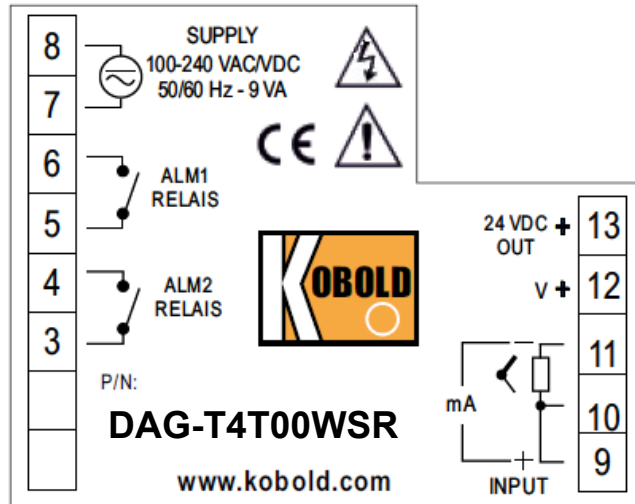 8
SUPPLY
100-240 VAC/VDC
50/60 Hz - 9 VA
7
CE
6
ALM1
RELAIS
5
4
ALM2
RELAIS
3
KOBOLD
24 VDC + 13
OUT
V + 12
11
mA
10
9
INPUT
P/N:
DAG-T4T00WSR
www.kobold.com